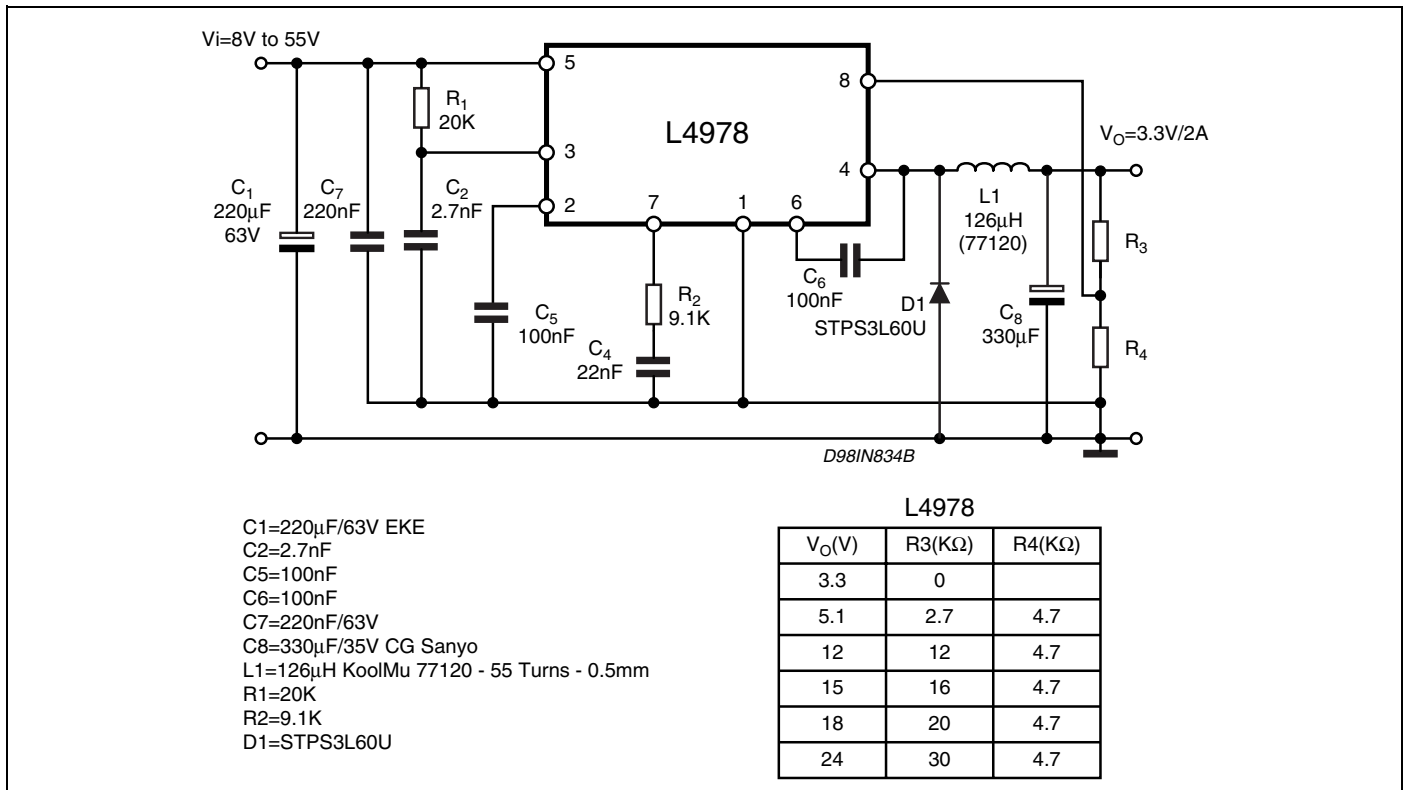 Vi=8V to 55V
5
8
R1
20K
L4978
VO=3.3V/2A
3
4
C1
220µF
63V
C7
220nF
C2
2.7nF
2
7
1
6
L1
126µH
(77120)
R3
C6
100nF
R2
9.1K
D1
STPS3L60U
C8
330µF
C5
100nF
R4
C4
22nF
D98IN834B
C1=220µF/63V EKE
C2=2.7nF
C5=100nF
C6=100nF
C7=220nF/63V
C8=330µF/35V CG Sanyo
L1=126µH KoolMu 77120 - 55 Turns - 0.5mm
R1=20K
R2=9.1K
D1=STPS3L60U
L4978
VO(V) R3(KΩ) R4(KΩ)
3.3 0
5.1 2.7 4.7
12 12 4.7
15 16 4.7
18 20 4.7
24 30 4.7